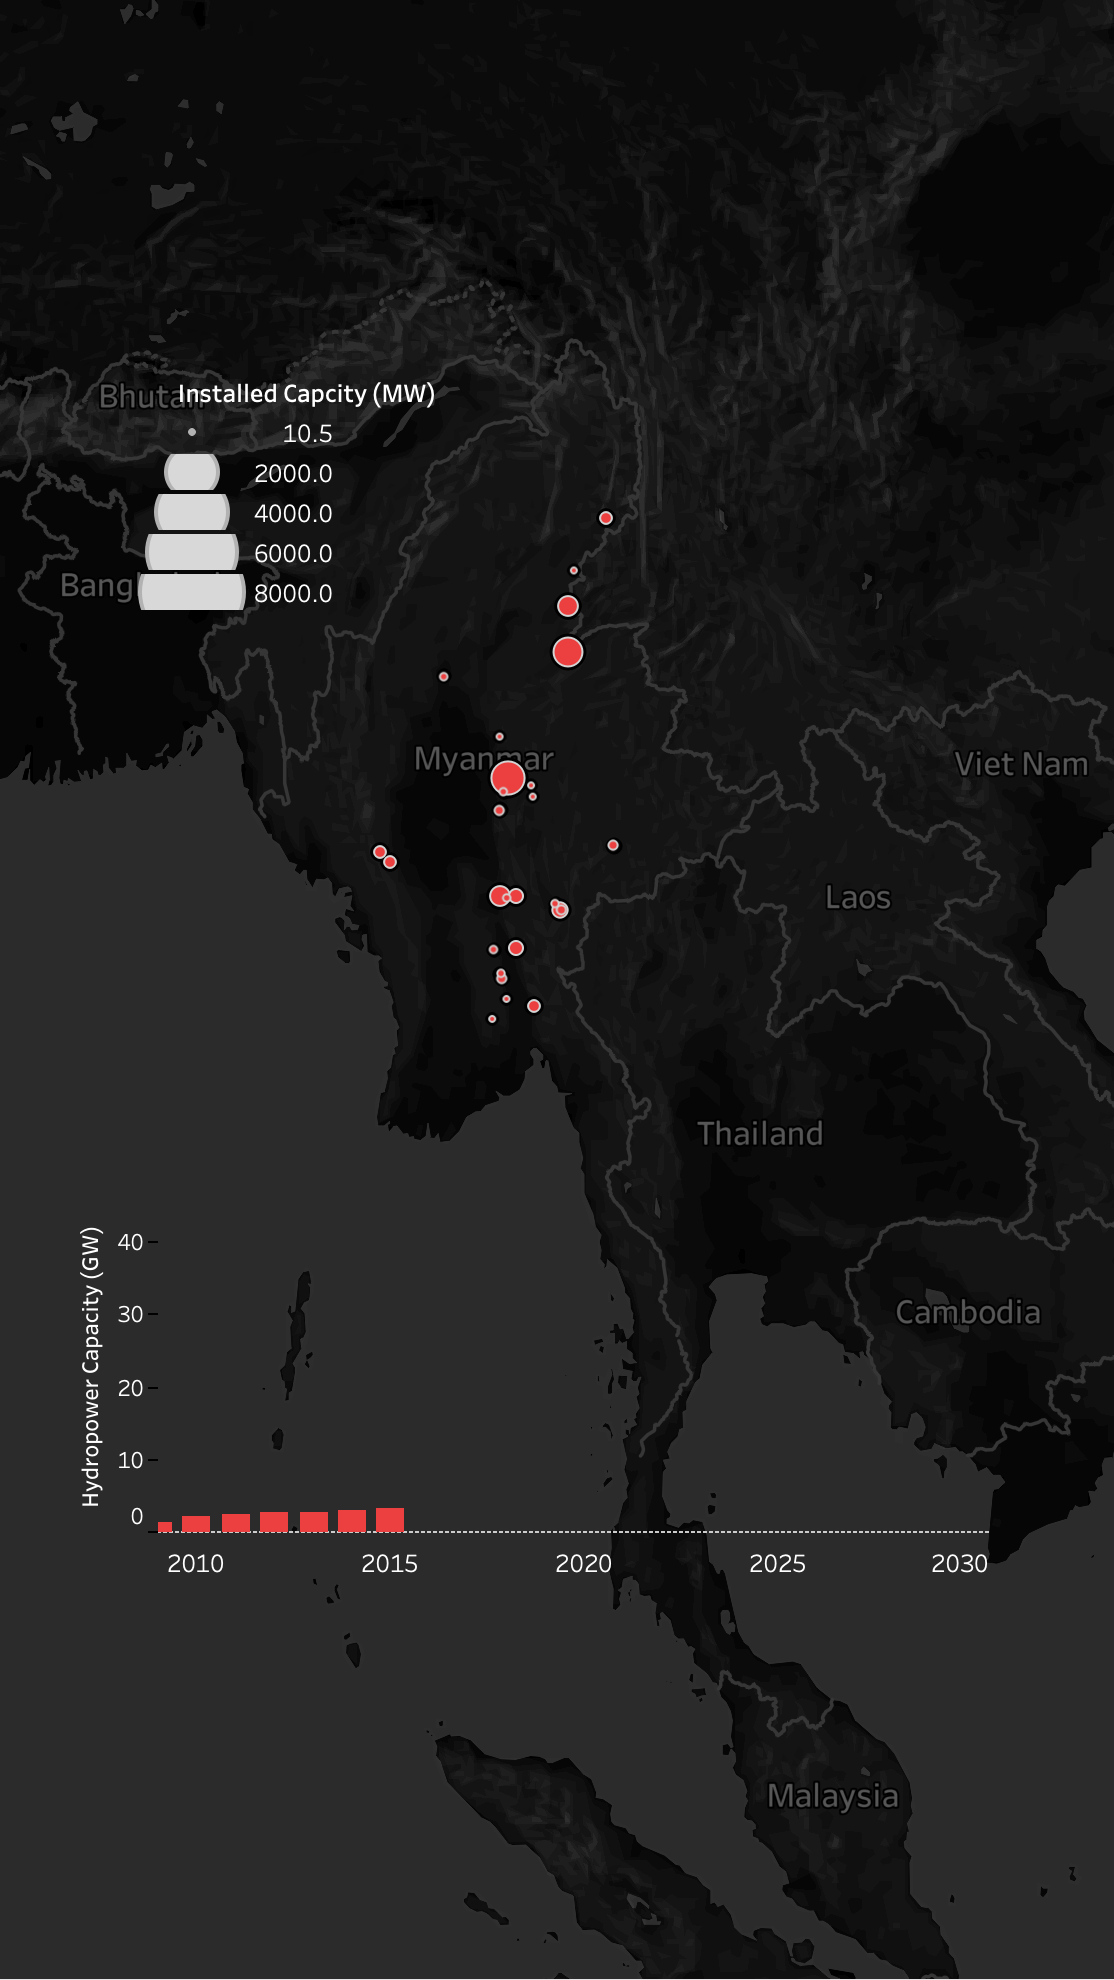 Bhutan
Installed Capcity (MW)
10.5
2000.0
4000.0
6000.0
8000.0
Bang
Myanmar
Viet Nam
Laos
Thailand
Cambodia
Hydropower Capacity (GW)
40
30
20
10
0
2010 2015 2020 2025 2030
Malaysia